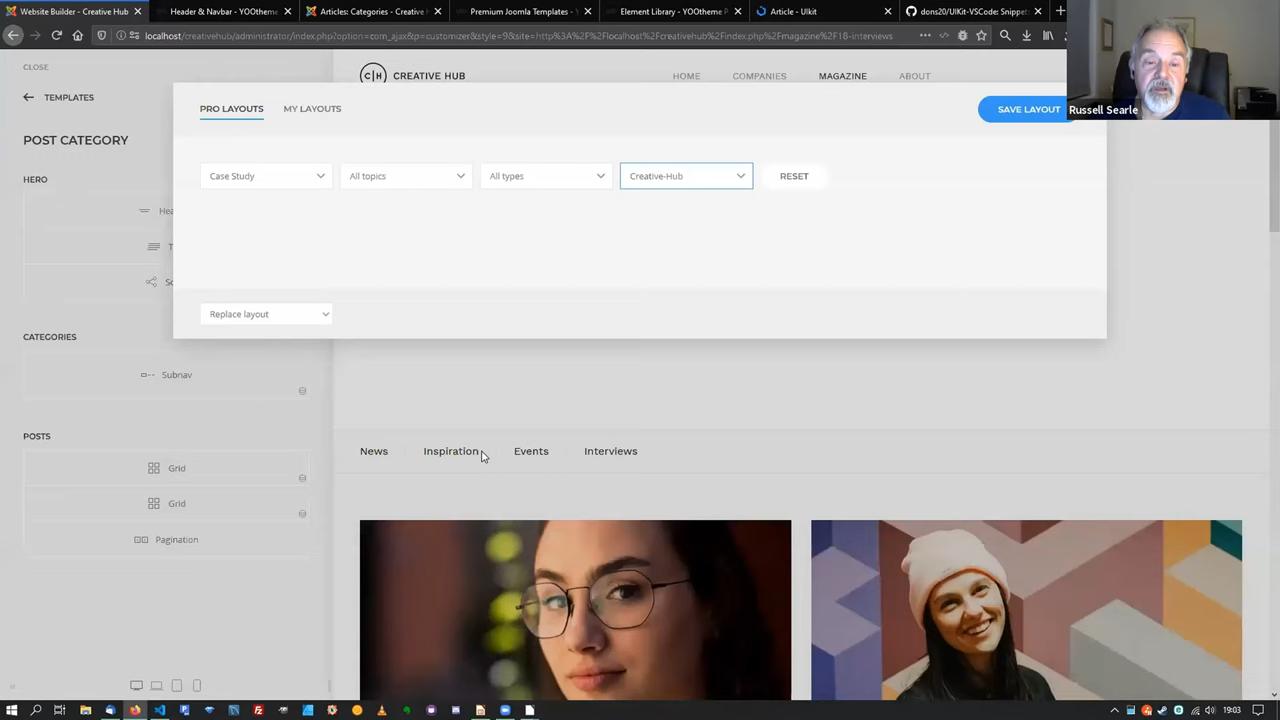 Website Builder - Creative Hub
Header & Navbar - YOOtheme
Articles: Categories - Creative H
Premium Joomla Templates - Y
Element Library - YOOtheme P
Article - UIkit
dons20/UIKit-VSCode: Snippets
localhost/creativehub/administrator/index.php?option=com_ajax&p=customizer&style=9&site=http%3A%2F%2Flocalhost%2Fcreativehub%2Findex.php%2Fmagazine%2F18-interviews
Russell Searle
CLOSE
TEMPLATES
POST CATEGORY
HERO
Hea
T
So
CATEGORIES
Subnav
POSTS
Grid
Grid
Pagination
C|H CREATIVE HUB
HOME COMPANIES MAGAZINE ABOUT
PRO LAYOUTS MY LAYOUTS
SAVE LAYOUT
Case Study All topics All types Creative-Hub RESET
Replace layout
News Inspiration Events Interviews
19:03